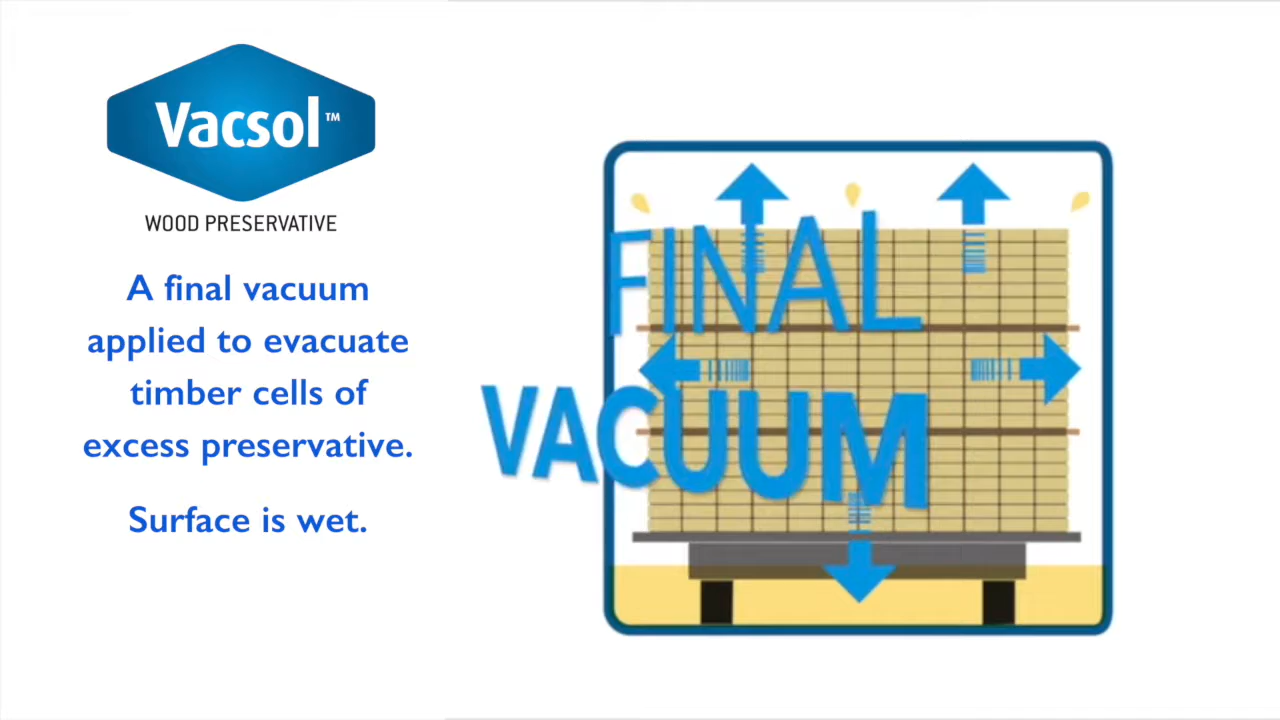 Vacsol™
WOOD PRESERVATIVE
A final vacuum
applied to evacuate
timber cells of
excess preservative.
Surface is wet.
FINAL
VACUUM